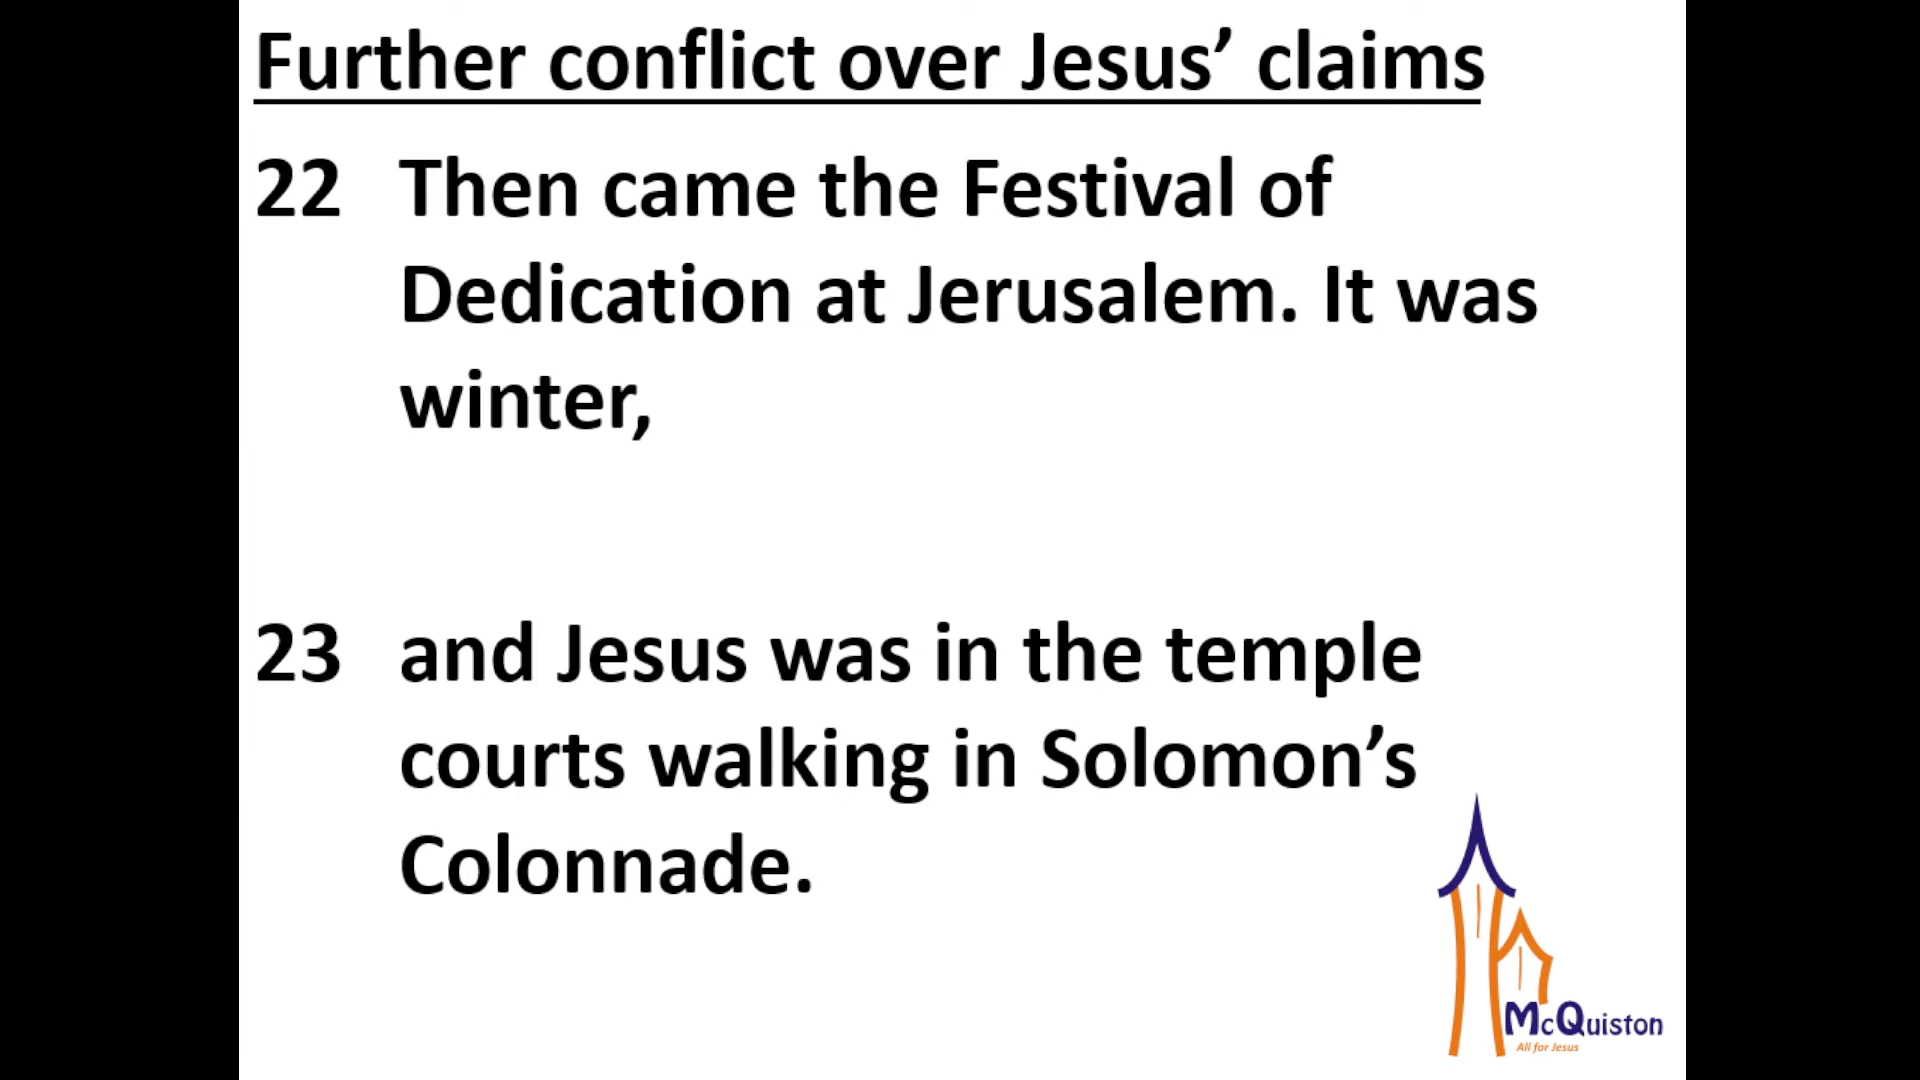 Further conflict over Jesus’ claims
22 Then came the Festival of
Dedication at Jerusalem. It was
winter,
23 and Jesus was in the temple
courts walking in Solomon’s
Colonnade.
McQuiston
All for Jesus